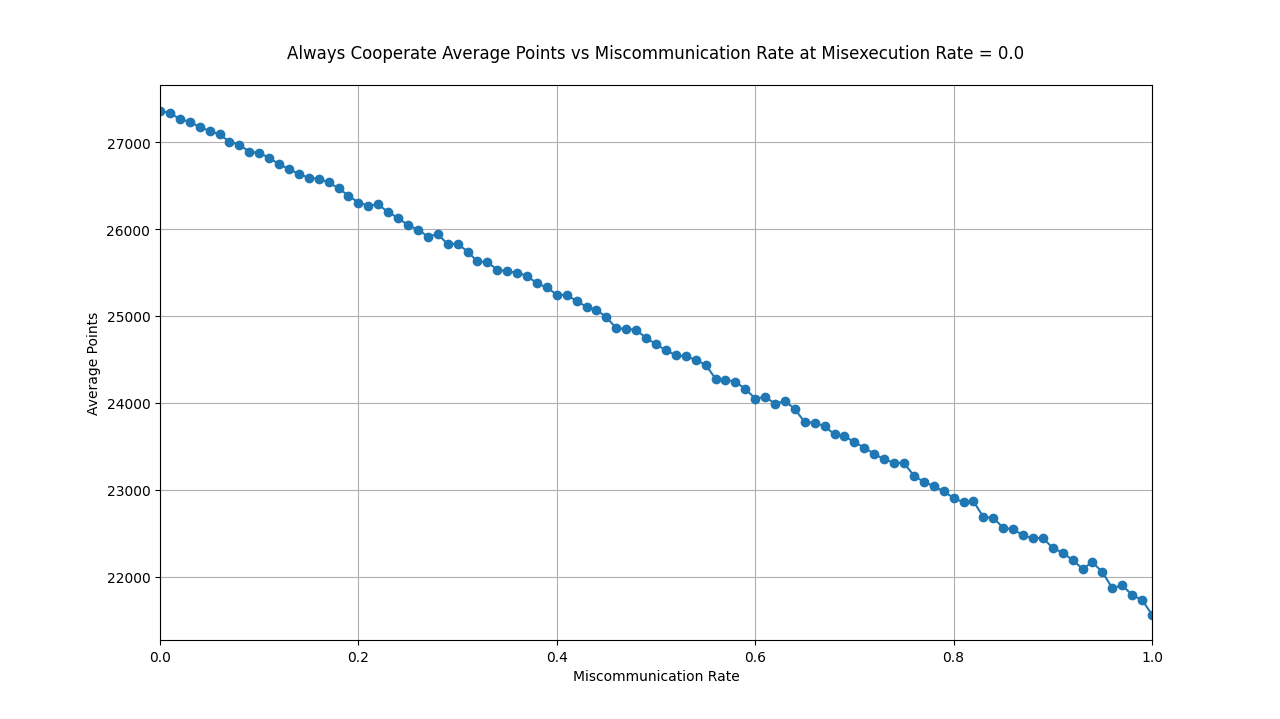 Always Cooperate Average Points vs Miscommunication Rate at Misexecution Rate = 0.0
27000
26000
25000
24000
23000
22000
Average Points
0.0 0.2 0.4 0.6 0.8 1.0
Miscommunication Rate